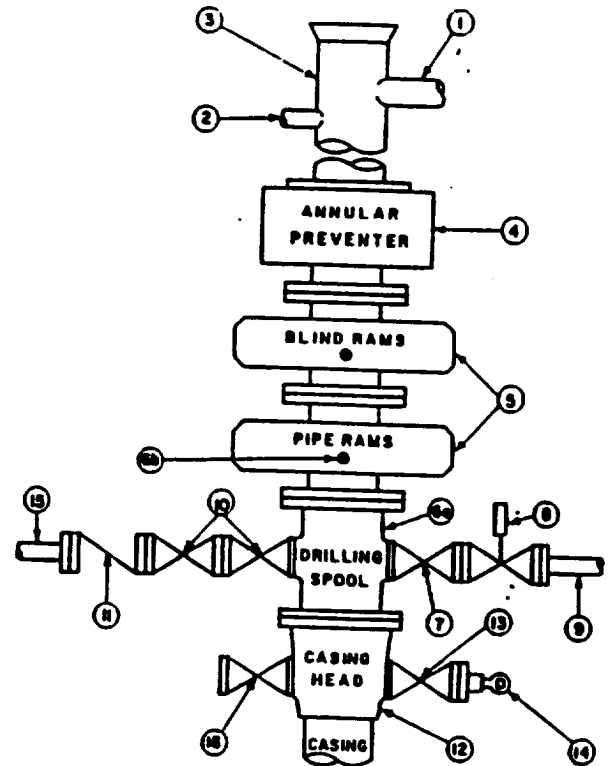 3
1
2
ANNULAR
PREVENTER
4
BLIND RAMS
5
PIPE RAMS
10
8
15
DRILLING
SPOOL
11
7
13
9
CASING
HEAD
16
12
14
CASING